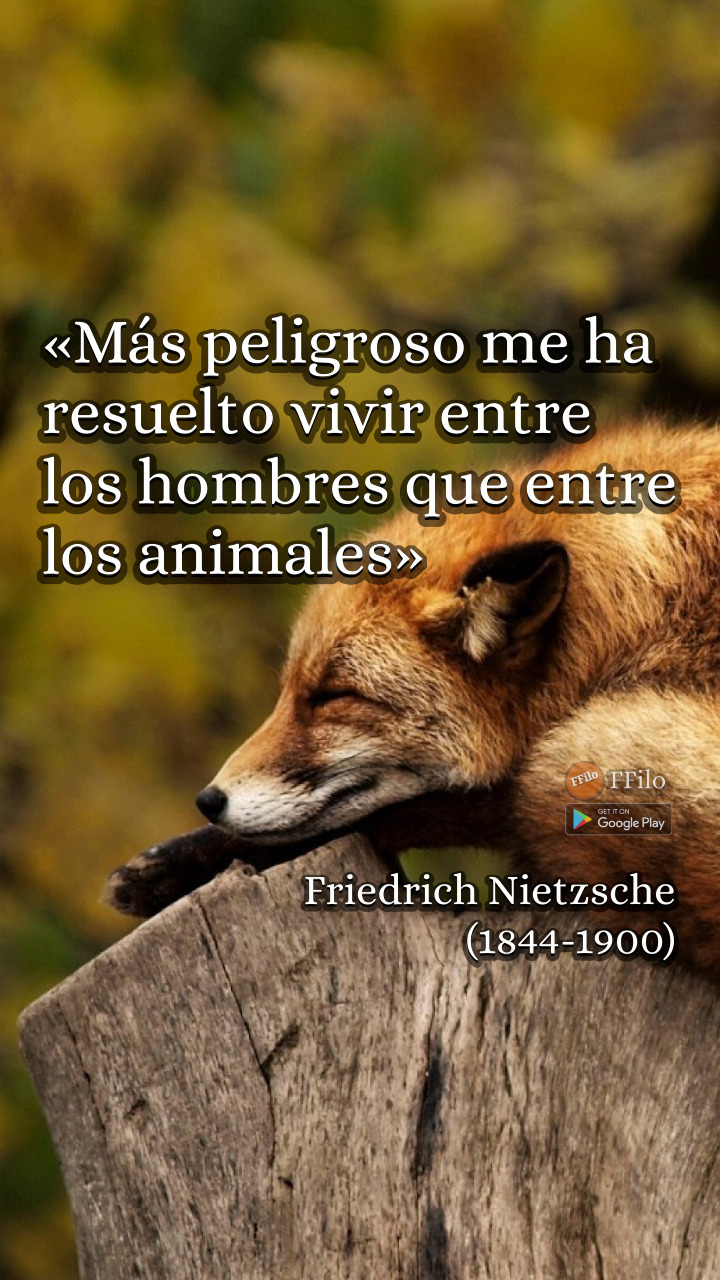 «Más peligroso me ha
resuelto vivir entre
los hombres que entre
los animales»
FFilo FFilo
GET IT ON
Google Play
Friedrich Nietzsche
(1844-1900)